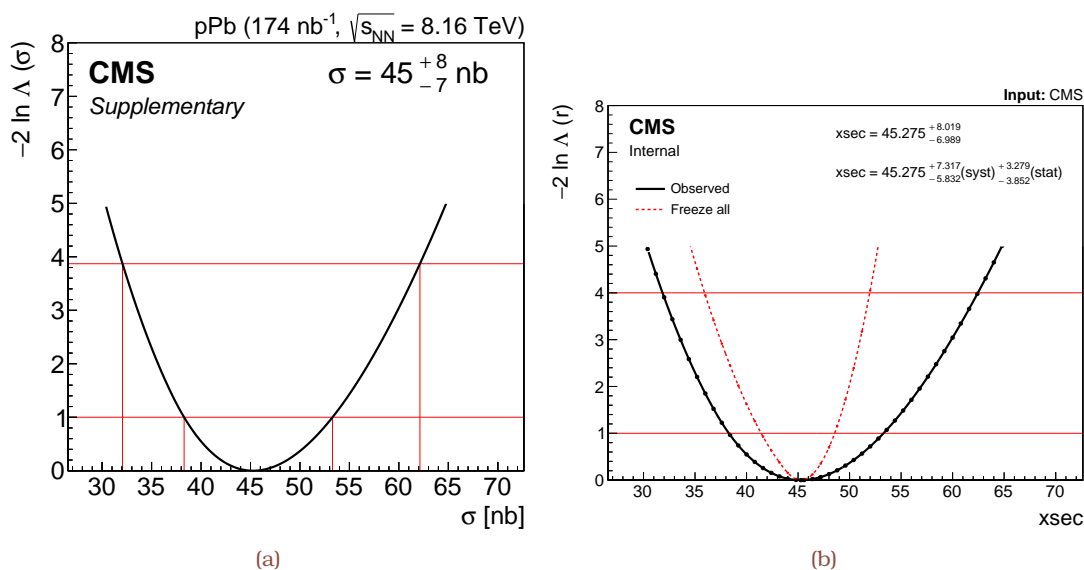 pPb (174 nb⁻¹, √s_NN = 8.16 TeV)
CMS
Supplementary
σ = 45 +8 −7 nb
−2 ln Λ (σ)
8
7
6
5
4
3
2
1
0
30 35 40 45 50 55 60 65 70
σ [nb]
(a)
Input: CMS
CMS
Internal
xsec = 45.275 +8.019 −6.989
xsec = 45.275 +7.317 −5.832 (syst) +3.279 −3.852 (stat)
Observed
Freeze all
−2 ln Λ (r)
8
7
6
5
4
3
2
1
0
30 35 40 45 50 55 60 65 70
xsec
(b)